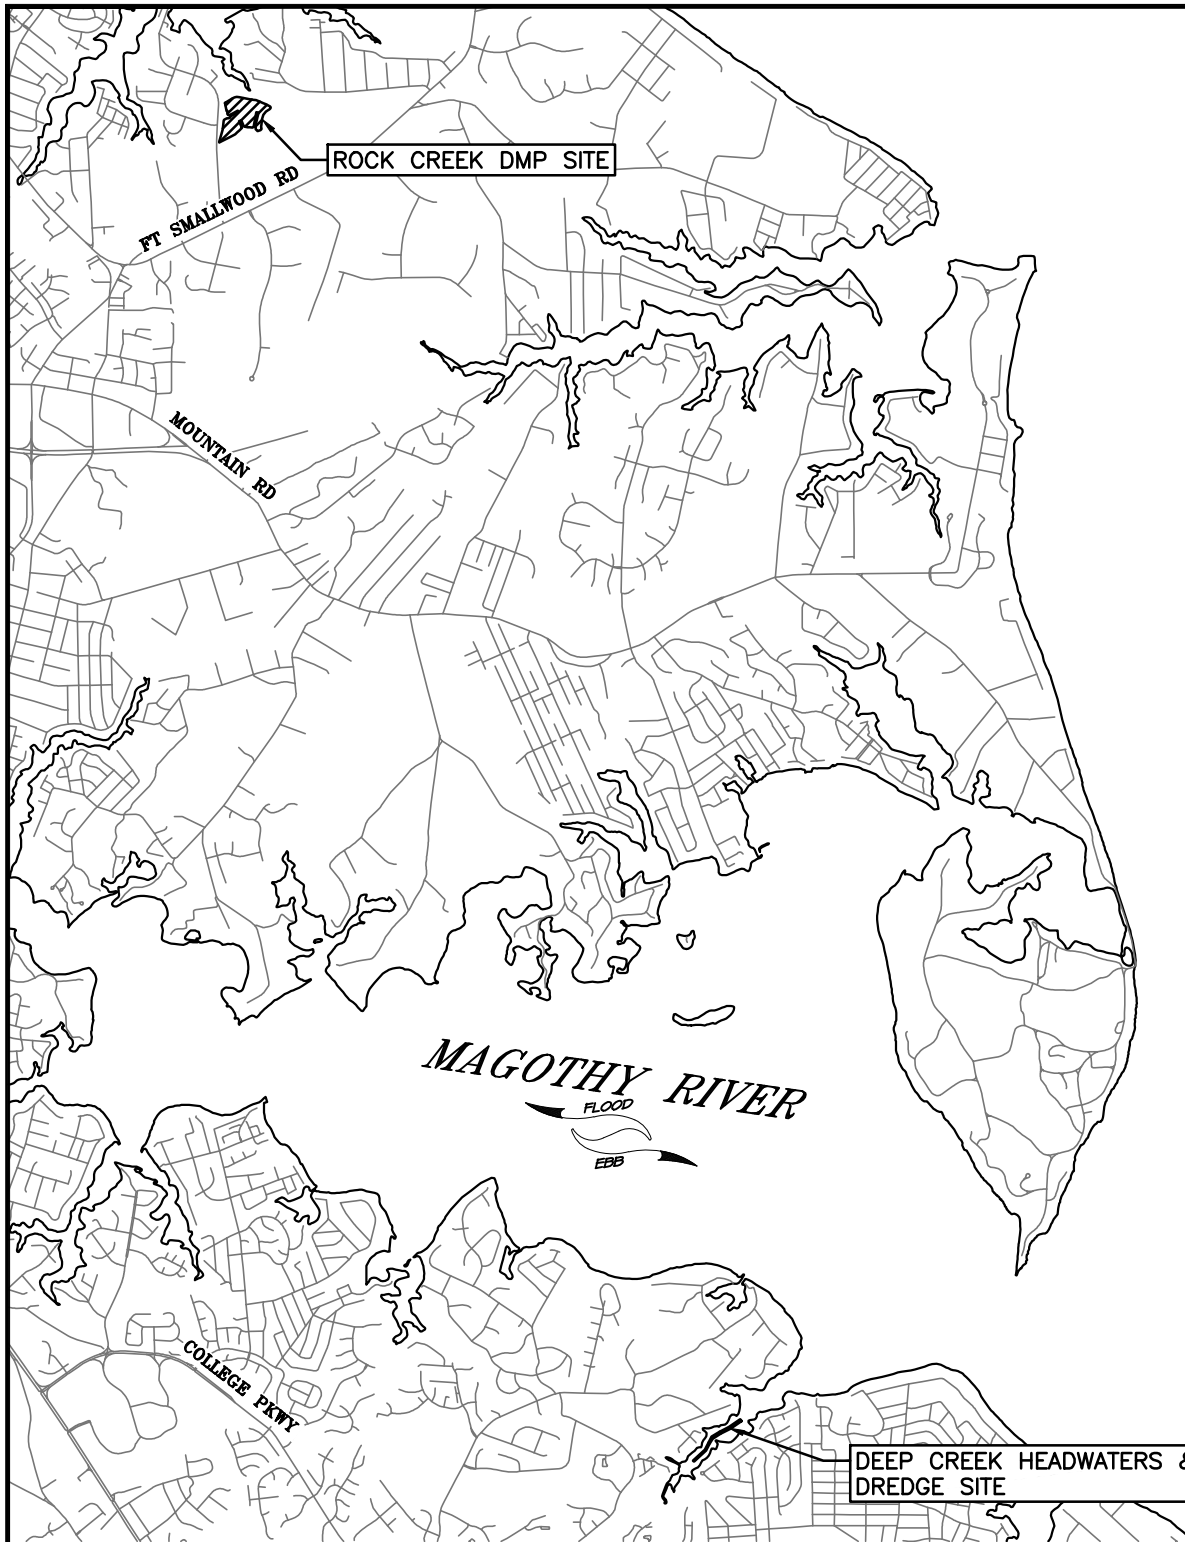 ROCK CREEK DMP SITE
FT SMALLWOOD RD
MOUNTAIN RD
MAGOTHY RIVER
FLOOD
EBB
COLLEGE PKWY
DEEP CREEK HEADWATERS &
DREDGE SITE